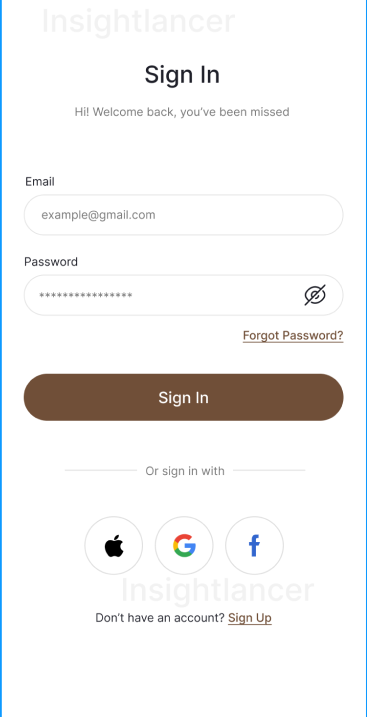 Insightlancer
Sign In
Hi! Welcome back, you've been missed
Email
example@gmail.com
Password
****************
Forgot Password?
Sign In
Or sign in with
Insightlancer
Don't have an account? Sign Up